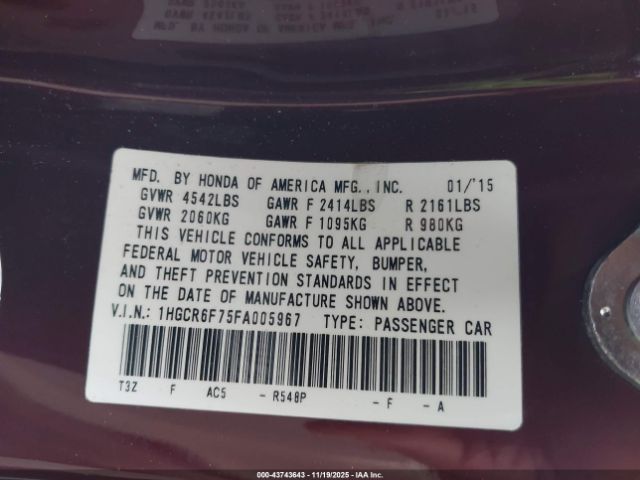 MFD. BY HONDA OF AMERICA MFG.,INC. 01/'15
GVWR 4542LBS GAWR F 2414LBS R 2161LBS
GVWR 2060KG GAWR F 1095KG R 980KG
THIS VEHICLE CONFORMS TO ALL APPLICABLE
FEDERAL MOTOR VEHICLE SAFETY, BUMPER,
AND THEFT PREVENTION STANDARDS IN EFFECT
ON THE DATE OF MANUFACTURE SHOWN ABOVE.
V.I.N.: 1HGCR6F75FA005967 TYPE: PASSENGER CAR
T3Z F AC5 - R548P - F - A
000-43743643 - 11/19/2025 - IAA Inc.